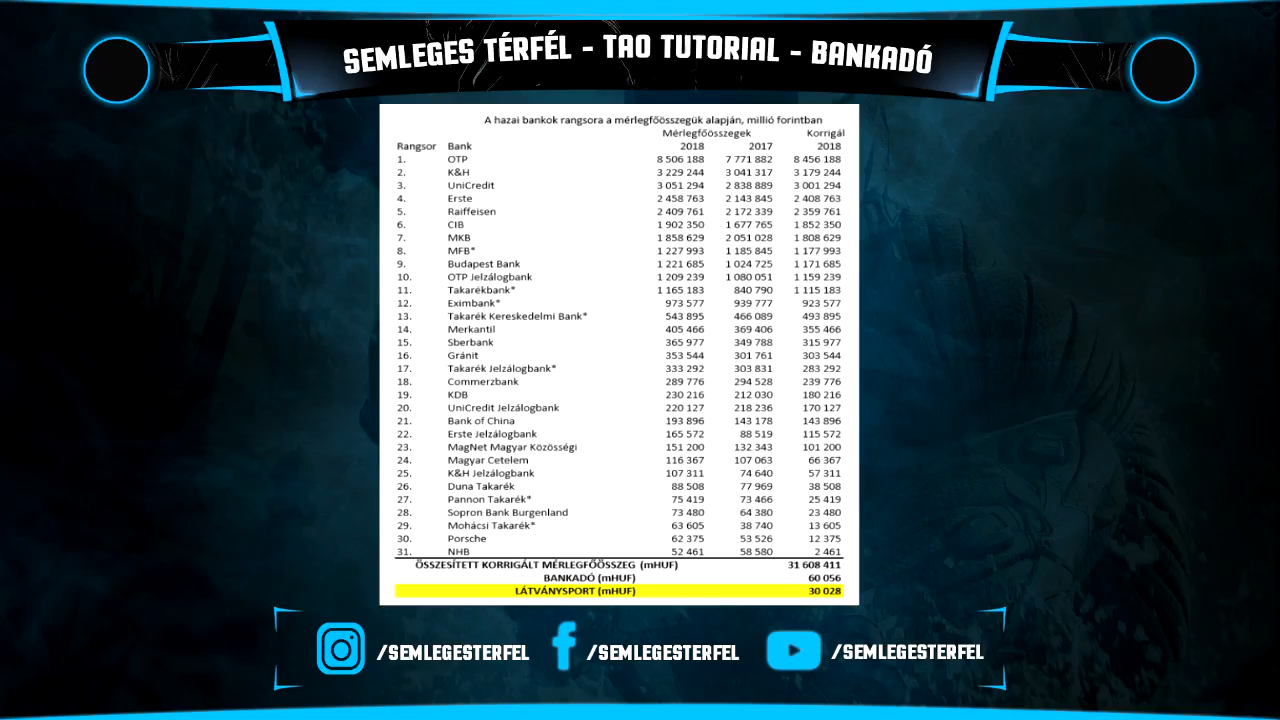 SEMLEGES TÉRFÉL - TAO TUTORIAL - BANKADÓ
A hazai bankok rangsora a mérlegfőösszegük alapján, millió forintban
Mérlegfőösszegek Korrigál
Rangsor Bank 2018 2017 2018
1. OTP 8 506 188 7 771 882 8 456 188
2. K&H 3 229 244 3 041 317 3 179 244
3. UniCredit 3 051 294 2 838 889 3 001 294
4. Erste 2 458 763 2 143 845 2 408 763
5. Raiffeisen 2 409 761 2 172 339 2 359 761
6. CIB 1 902 350 1 677 765 1 852 350
7. MKB 1 858 629 2 051 028 1 808 629
8. MFB* 1 227 993 1 185 845 1 177 993
9. Budapest Bank 1 221 685 1 024 725 1 171 685
10. OTP Jelzálogbank 1 209 239 1 080 051 1 159 239
11. Takarékbank* 1 165 183 840 790 1 115 183
12. Eximbank* 973 577 939 777 923 577
13. Takarék Kereskedelmi Bank* 543 895 466 089 493 895
14. Merkantil 405 466 369 406 355 466
15. Sberbank 365 977 349 788 315 977
16. Gránit 353 544 301 761 303 544
17. Takarék Jelzálogbank* 333 292 303 831 283 292
18. Commerzbank 289 776 294 528 239 776
19. KDB 230 216 212 030 180 216
20. UniCredit Jelzálogbank 220 127 218 236 170 127
21. Bank of China 193 896 143 178 143 896
22. Erste Jelzálogbank 165 572 88 519 115 572
23. MagNet Magyar Közösségi 151 200 132 343 101 200
24. Magyar Cetelem 116 367 107 063 66 367
25. K&H Jelzálogbank 107 311 74 640 57 311
26. Duna Takarék 88 508 77 969 38 508
27. Pannon Takarék* 75 419 73 466 25 419
28. Sopron Bank Burgenland 73 480 64 380 23 480
29. Mohácsi Takarék* 63 605 38 740 13 605
30. Porsche 62 375 53 526 12 375
31. NHB 52 461 58 580 2 461
ÖSSZESÍTETT KORRIGÁLT MÉRLEGFŐÖSSZEG (mHUF) 31 608 411
BANKADÓ (mHUF) 60 056
LÁTVÁNYSPORT (mHUF) 30 028
/SEMLEGESTERFEL /SEMLEGESTERFEL /SEMLEGESTERFEL